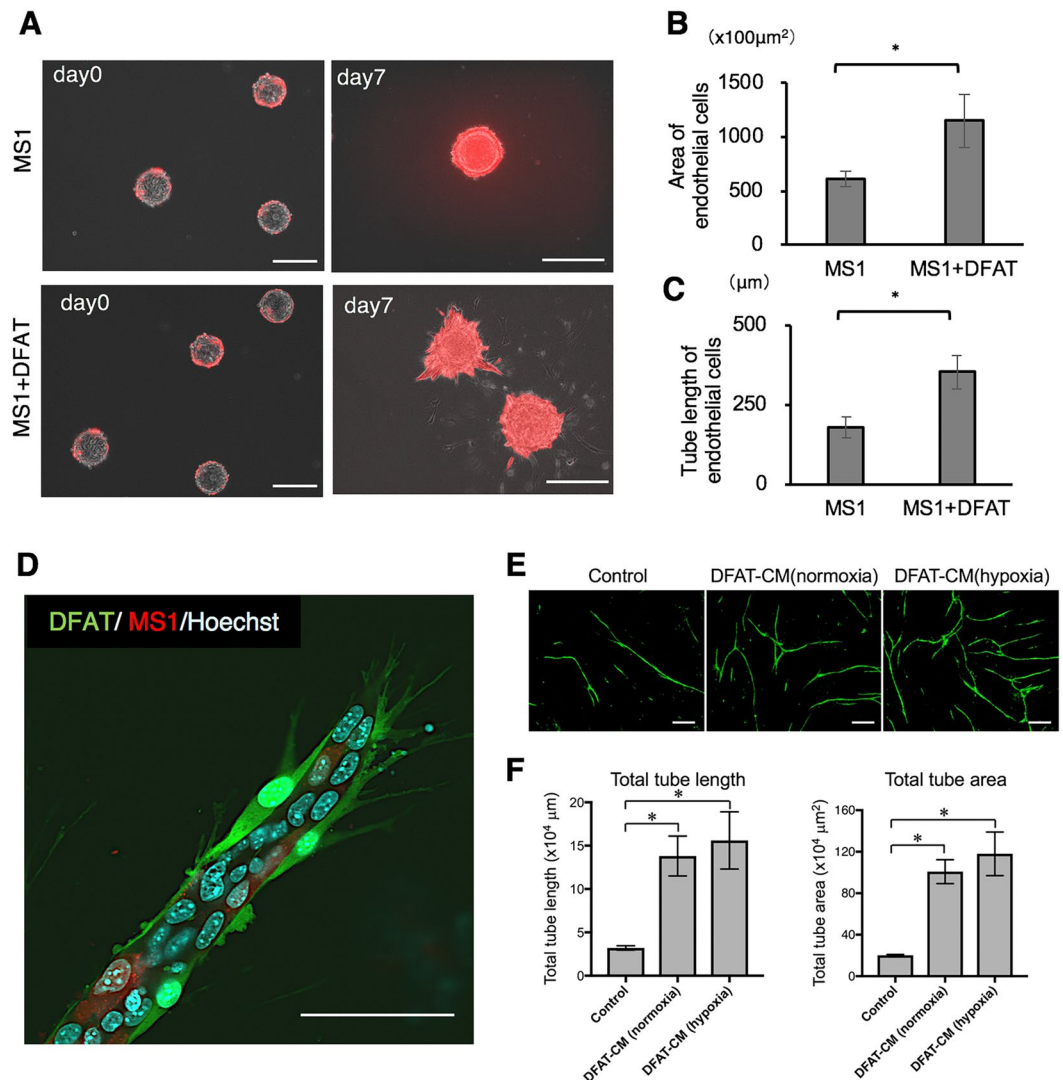 A
MS1
day0
day7
MS1+DFAT
day0
day7
B
(x100μm²)
Area of
endothelial cells
1500
1000
500
0
*
MS1
MS1+DFAT
C
(μm)
Tube length of
endothelial cells
500
250
0
*
MS1
MS1+DFAT
D
DFAT/ MS1/Hoechst
E
Control
DFAT-CM(normoxia)
DFAT-CM(hypoxia)
F
Total tube length
Total tube length (x10⁴ μm)
20
15
10
5
0
*
*
Control
DFAT-CM (normoxia)
DFAT-CM (hypoxia)
Total tube area
Total tube area (x10⁴ μm²)
160
120
80
40
0
*
*
Control
DFAT-CM (normoxia)
DFAT-CM (hypoxia)